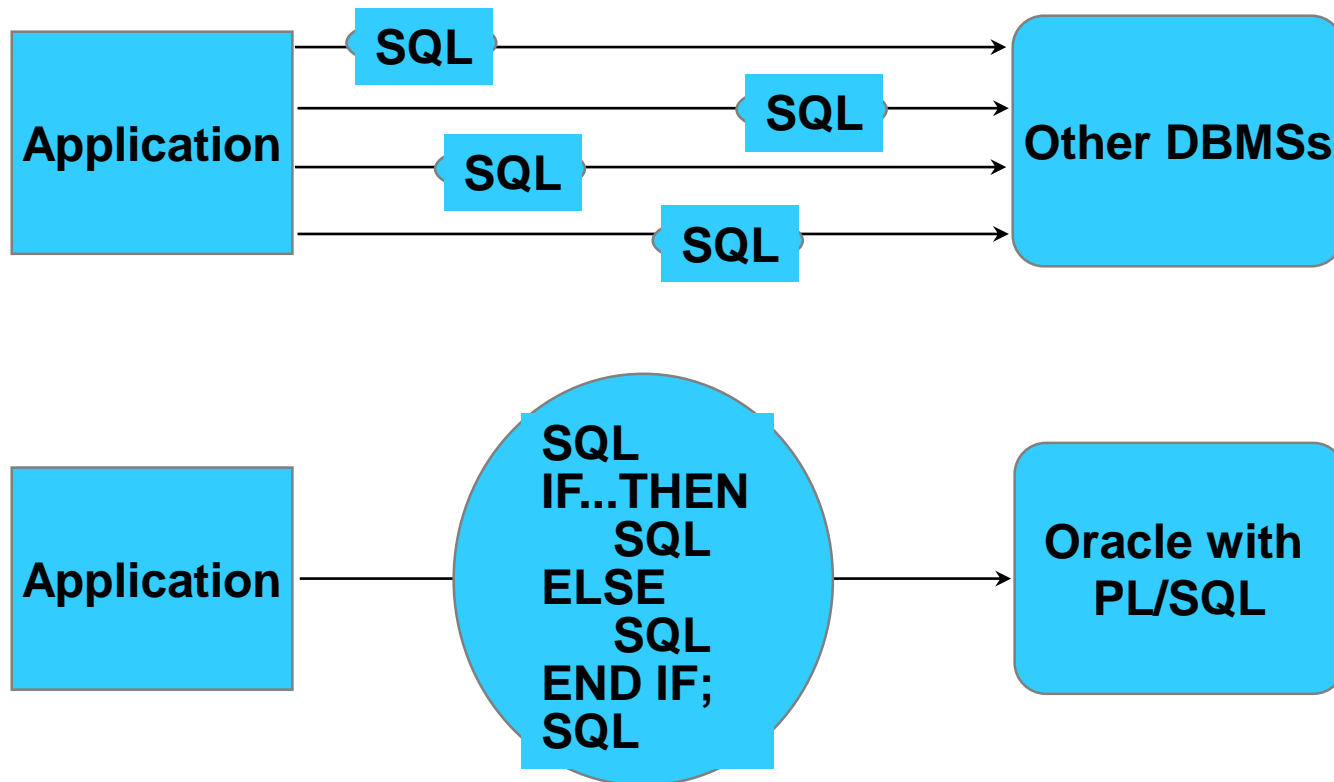 SQL
SQL
Application
Other DBMSs
SQL
SQL
SQL
IF...THEN
SQL
ELSE
SQL
END IF;
SQL
Application
Oracle with
PL/SQL